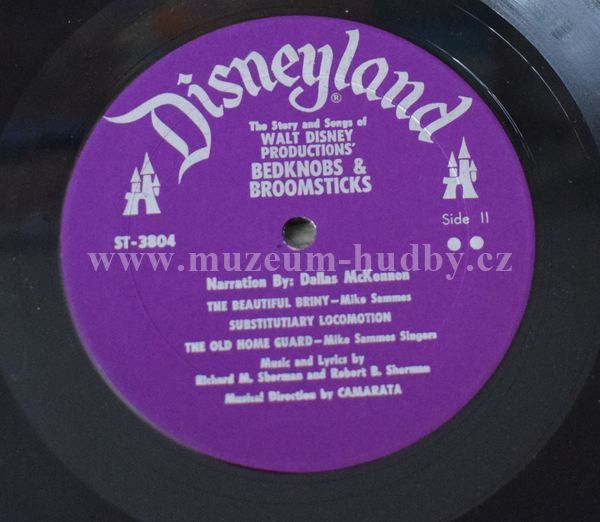 Disneyland
®
The Story and Songs of
WALT DISNEY
PRODUCTIONS'
BEDKNOBS &
BROOMSTICKS
Side II
ST-3804
www.muzeum-hudby.cz
Narration By: Dallas McKennon
THE BEAUTIFUL BRINY—Mike Sammes
SUBSTITUTIARY LOCOMOTION
THE OLD HOME GUARD—Mike Sammes Singers
Music and Lyrics by
Richard M. Sherman and Robert B. Sherman
Musical Direction by CAMARATA